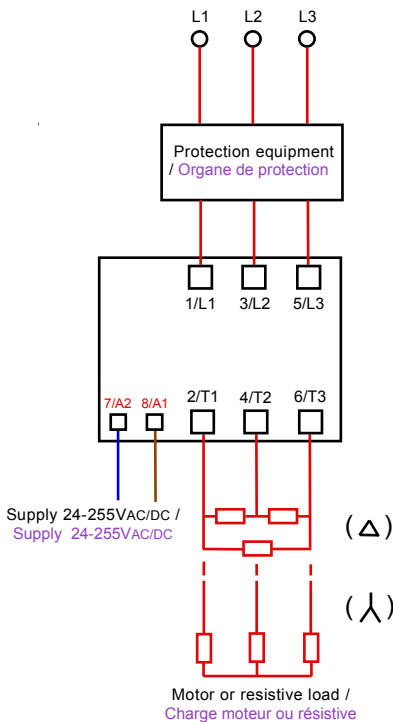 L1 L2 L3
Protection equipment
/ Organe de protection
1/L1 3/L2 5/L3
7/A2 8/A1 2/T1 4/T2 6/T3
Supply 24-255VAC/DC /
Supply 24-255VAC/DC
Motor or resistive load /
Charge moteur ou résistive